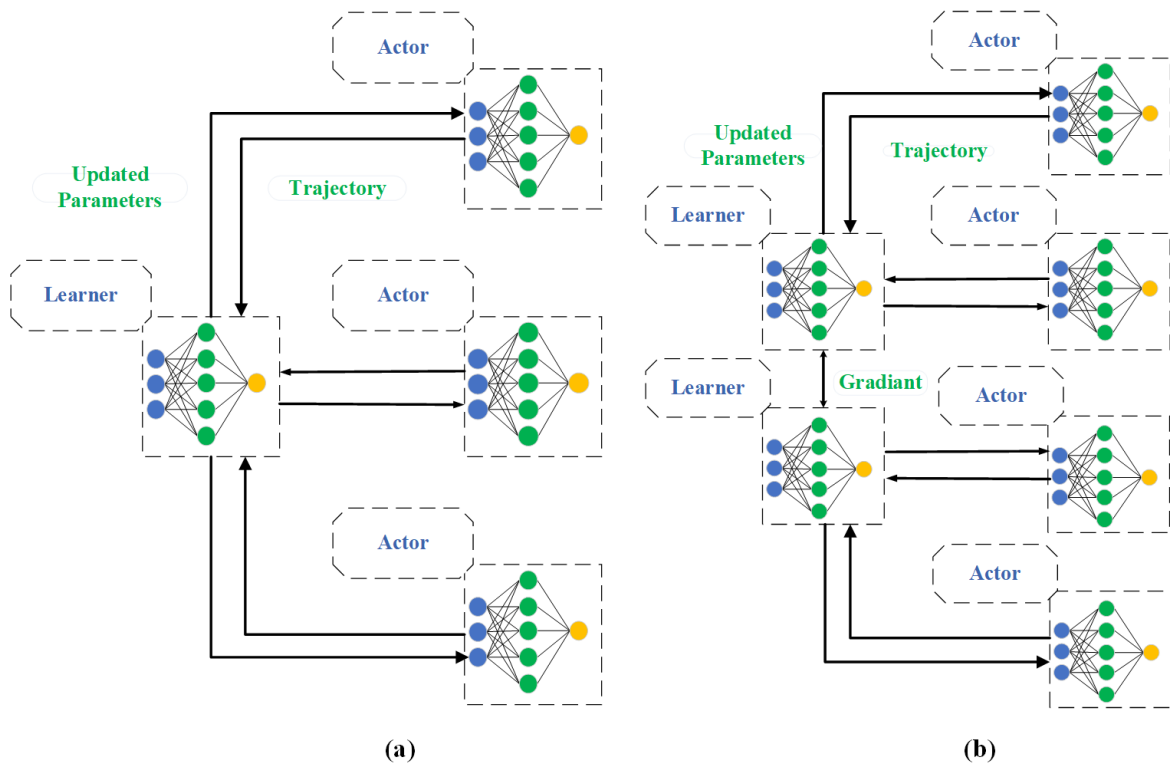 Actor
Updated
Parameters
Trajectory
Learner
Actor
Actor
(a)
Actor
Updated
Parameters
Trajectory
Learner
Actor
Learner
Gradiant
Actor
Actor
(b)